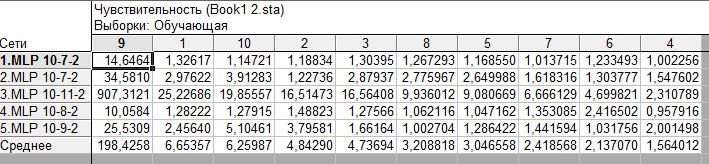 Чувствительность (Book1 2.sta)
Выборки: Обучающая
Сети 9 1 10 2 3 8 5 7 6 4
1.MLP 10-7-2 14,6464 1,32617 1,14721 1,18834 1,30395 1,267293 1,168550 1,013715 1,233493 1,002256
2.MLP 10-7-2 34,5810 2,97622 3,91283 1,22736 2,87937 2,775967 2,649988 1,618316 1,303777 1,547602
3.MLP 10-11-2 907,3121 25,22686 19,85557 16,51473 16,56408 9,936012 9,080669 6,666129 4,699821 2,310789
4.MLP 10-8-2 10,0584 1,28222 1,27915 1,48823 1,27566 1,062116 1,047162 1,353085 2,416502 0,957916
5.MLP 10-9-2 25,5309 2,45640 5,10461 3,79581 1,66164 1,002704 1,286422 1,441594 1,031756 2,001498
Среднее 198,4258 6,65357 6,25987 4,84290 4,73694 3,208818 3,046558 2,418568 2,137070 1,564012